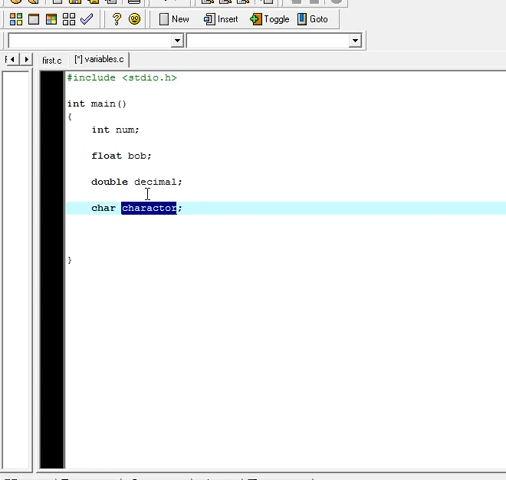 New Insert Toggle Goto
first.c [*] variables.c
#include <stdio.h>
int main()
{
int num;
float bob;
double decimal;
char charactor;
}